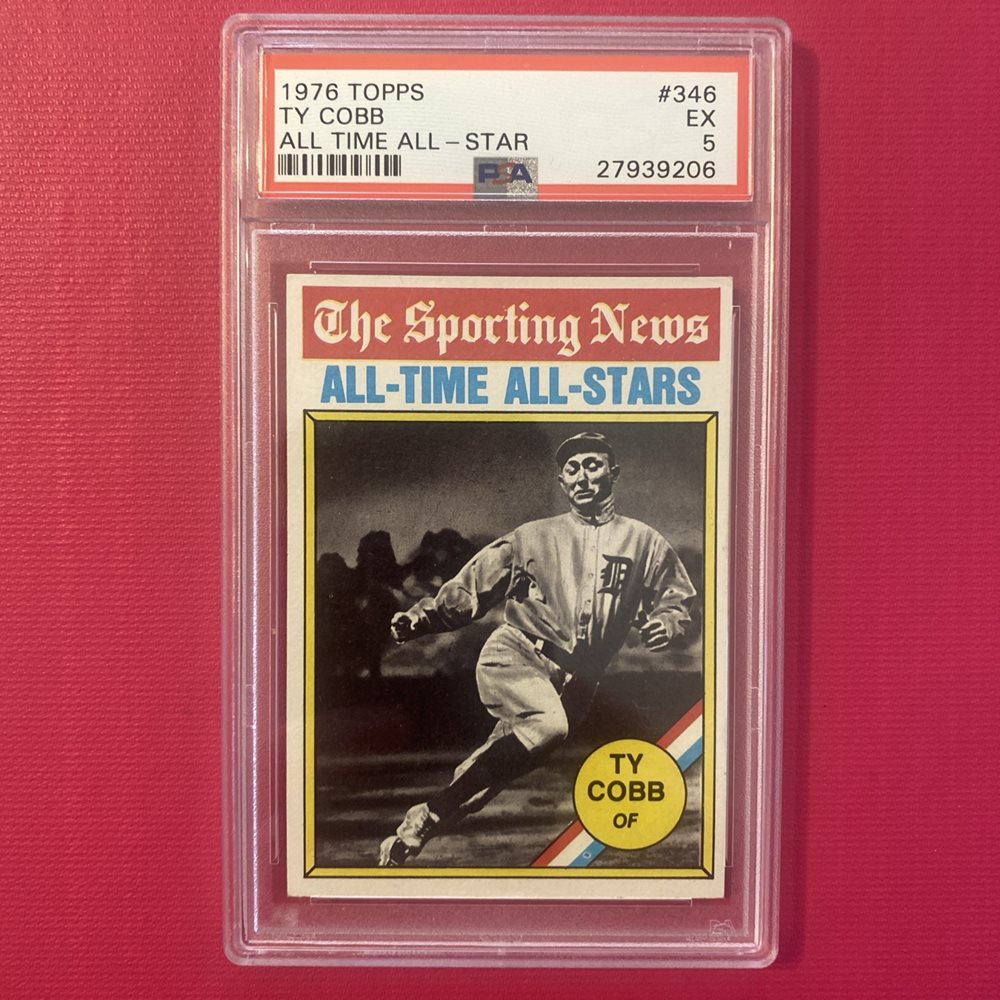 1976 TOPPS #346
TY COBB EX
ALL TIME ALL-STAR 5
PSA 27939206
The Sporting News
ALL-TIME ALL-STARS
D
TY
COBB
OF